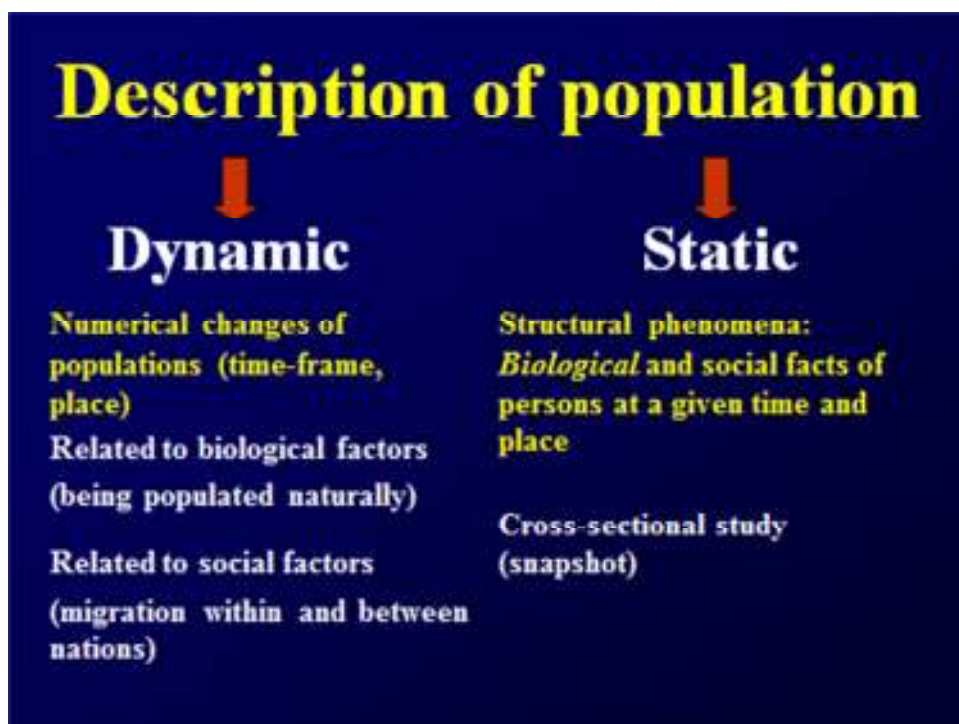 Description of population
Dynamic
Numerical changes of
populations (time-frame,
place)
Related to biological factors
(being populated naturally)
Related to social factors
(migration within and between
nations)
Static
Structural phenomena:
Biological and social facts of
persons at a given time and
place
Cross-sectional study
(snapshot)